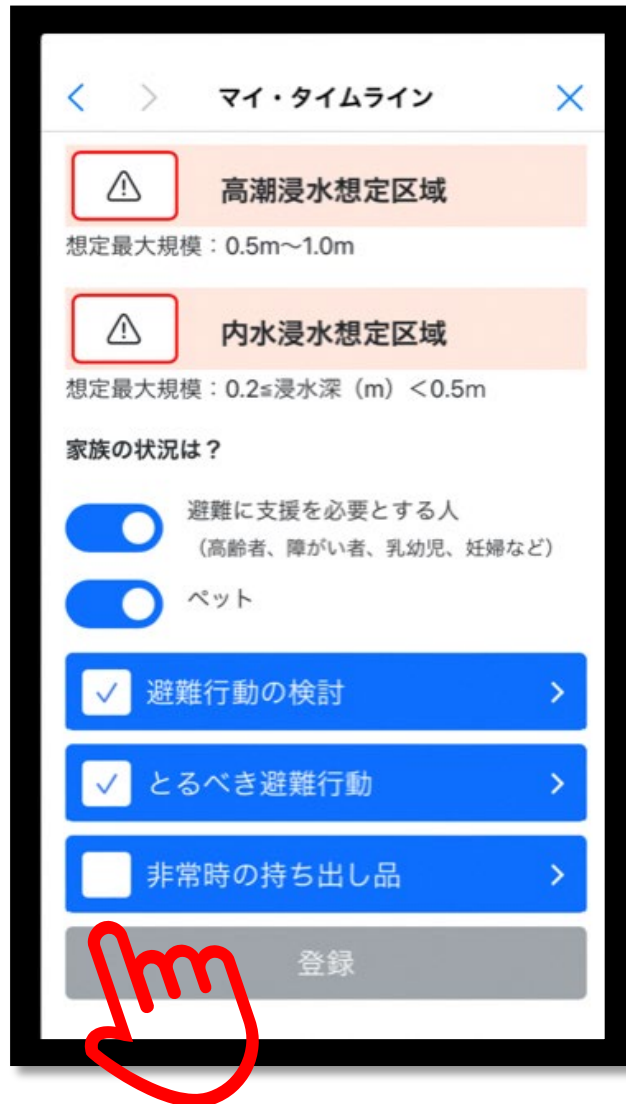 マイ・タイムライン
高潮浸水想定区域
想定最大規模：0.5m〜1.0m
内水浸水想定区域
想定最大規模：0.2≦浸水深（m）＜0.5m
家族の状況は？
避難に支援を必要とする人
（高齢者、障がい者、乳幼児、妊婦など）
ペット
避難行動の検討
とるべき避難行動
非常時の持ち出し品
登録